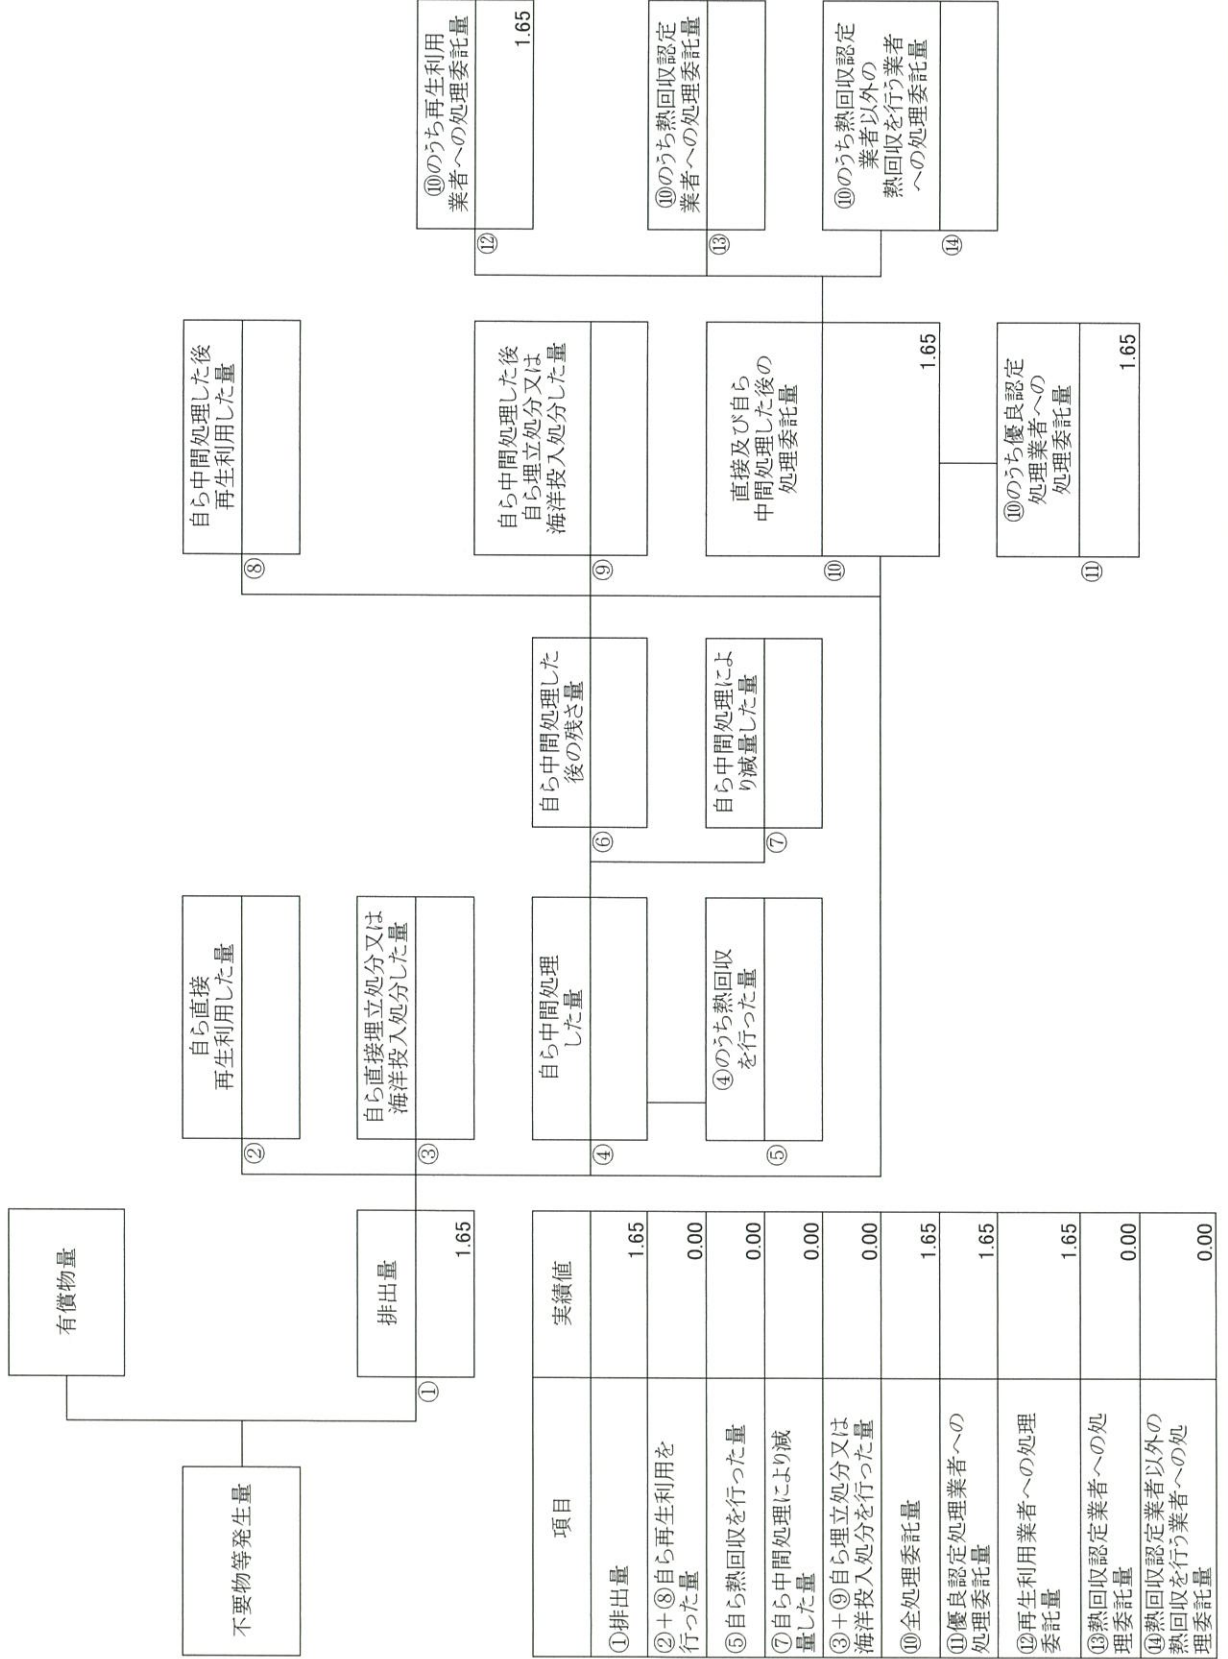 不要物等発生量
有償物量
排出量
①
1.65
自ら直接
再生利用した量
②
自ら直接埋立処分又は
海洋投入処分した量
③
自ら中間処理
した量
④
④のうち熱回収
を行った量
⑤
自ら中間処理した
後の残さ量
⑥
自ら中間処理によ
り減量した量
⑦
自ら中間処理した後
再生利用した量
⑧
自ら中間処理した後
自ら埋立処分又は
海洋投入処分した量
⑨
直接及び自ら
中間処理した後の
処理委託量
⑩
1.65
⑩のうち優良認定
処理業者への
処理委託量
⑪
1.65
⑩のうち再生利用
業者への処理委託量
⑫
1.65
⑩のうち熱回収認定
業者への処理委託量
⑬
⑩のうち熱回収認定
業者以外の
熱回収を行う業者
への処理委託量
⑭
項目 実績値
①排出量 1.65
②+⑧自ら再生利用を
行った量 0.00
⑤自ら熱回収を行った量 0.00
⑦自ら中間処理により減
量した量 0.00
③+⑨自ら埋立処分又は
海洋投入処分を行った量 0.00
⑩全処理委託量 1.65
⑪優良認定処理業者への
処理委託量 1.65
⑫再生利用業者への処理
委託量 1.65
⑬熱回収認定業者への処
理委託量 0.00
⑭熱回収認定業者以外の
熱回収を行う業者への処
理委託量 0.00